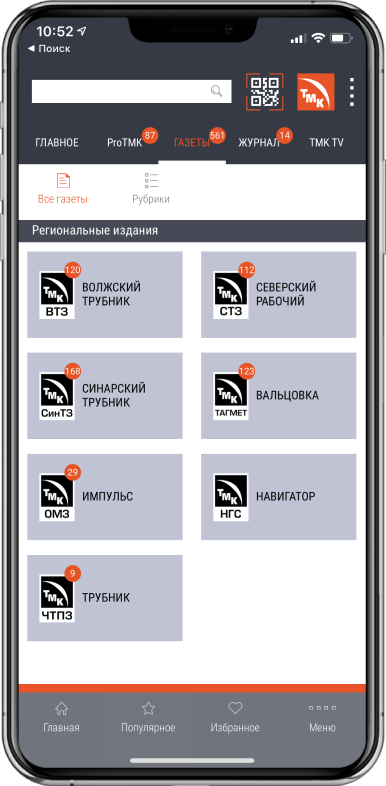 10:52
◀ Поиск
ТМК
ГЛАВНОЕ
ProТМК
87
ГАЗЕТЫ
561
ЖУРНАЛ
14
ТМК TV
Все газеты
Рубрики
Региональные издания
120
ТМК
ВТЗ
ВОЛЖСКИЙ
ТРУБНИК
112
ТМК
СТЗ
СЕВЕРСКИЙ
РАБОЧИЙ
168
ТМК
СинТЗ
СИНАРСКИЙ
ТРУБНИК
123
ТМК
ТАГМЕТ
ВАЛЬЦОВКА
29
ТМК
ОМЗ
ИМПУЛЬС
ТМК
НГС
НАВИГАТОР
9
ТМК
ЧТПЗ
ТРУБНИК
Главная
Популярное
Избранное
Меню